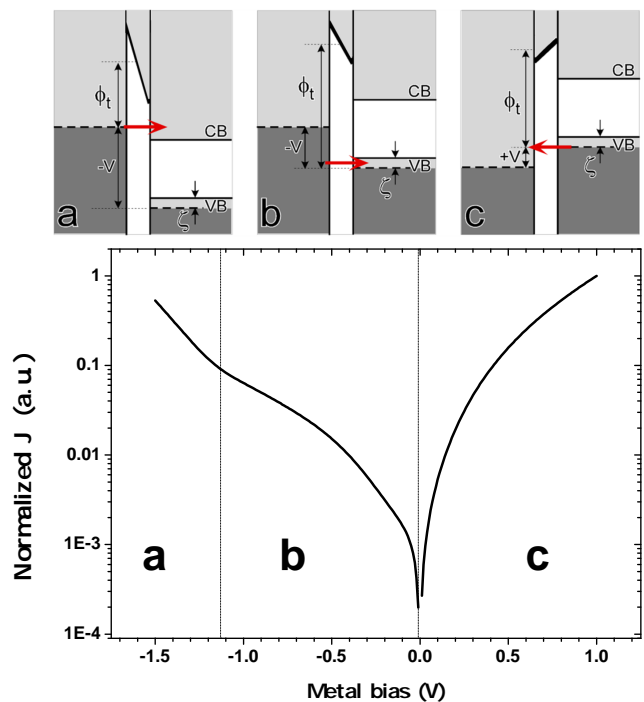 ϕt
CB
-V
VB
ζ
a
ϕt
CB
-V
VB
ζ
b
ϕt
CB
+V
VB
ζ
c
1
0.1
0.01
1E-3
1E-4
Normalized J (a.u.)
a
b
c
-1.5 -1.0 -0.5 0.0 0.5 1.0
Metal bias (V)